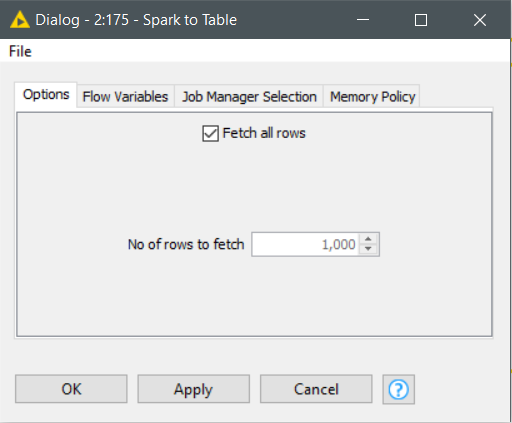 Dialog - 2:175 - Spark to Table
File
Options Flow Variables Job Manager Selection Memory Policy
Fetch all rows
No of rows to fetch 1,000
OK Apply Cancel ?